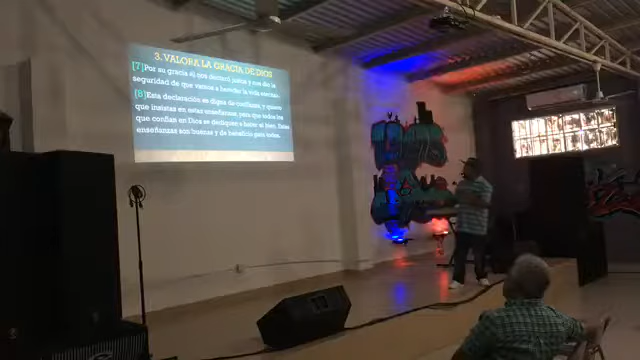 3. VALORA LA GRACIA DE DIOS
[7]Por su gracia él nos declaró justos y nos dio la
seguridad de que vamos a heredar la vida eterna.
[8]Esta declaración es digna de confianza, y quiero
que insistas en estas enseñanzas, para que todos los
que confían en Dios se dediquen a hacer el bien. Estas
enseñanzas son buenas y de beneficio para todos.